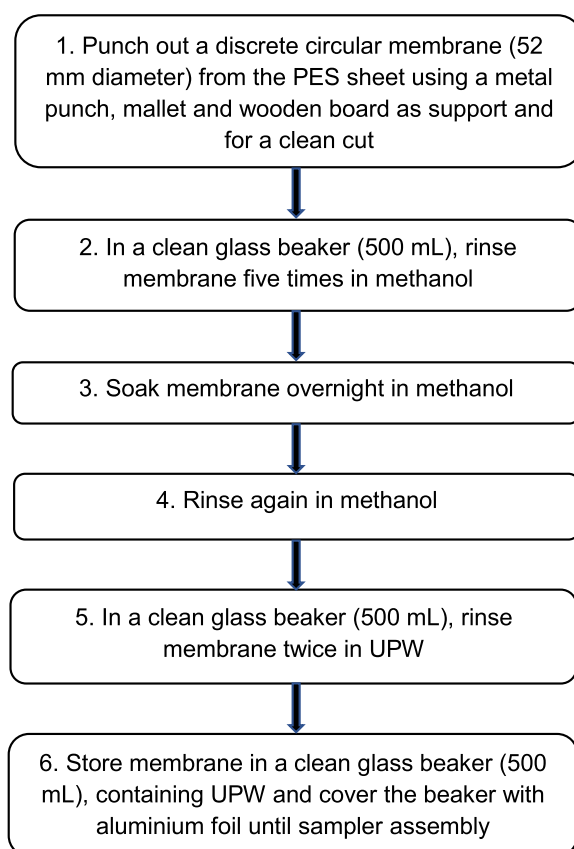 1. Punch out a discrete circular membrane (52
mm diameter) from the PES sheet using a metal
punch, mallet and wooden board as support and
for a clean cut
2. In a clean glass beaker (500 mL), rinse
membrane five times in methanol
3. Soak membrane overnight in methanol
4. Rinse again in methanol
5. In a clean glass beaker (500 mL), rinse
membrane twice in UPW
6. Store membrane in a clean glass beaker (500
mL), containing UPW and cover the beaker with
aluminium foil until sampler assembly